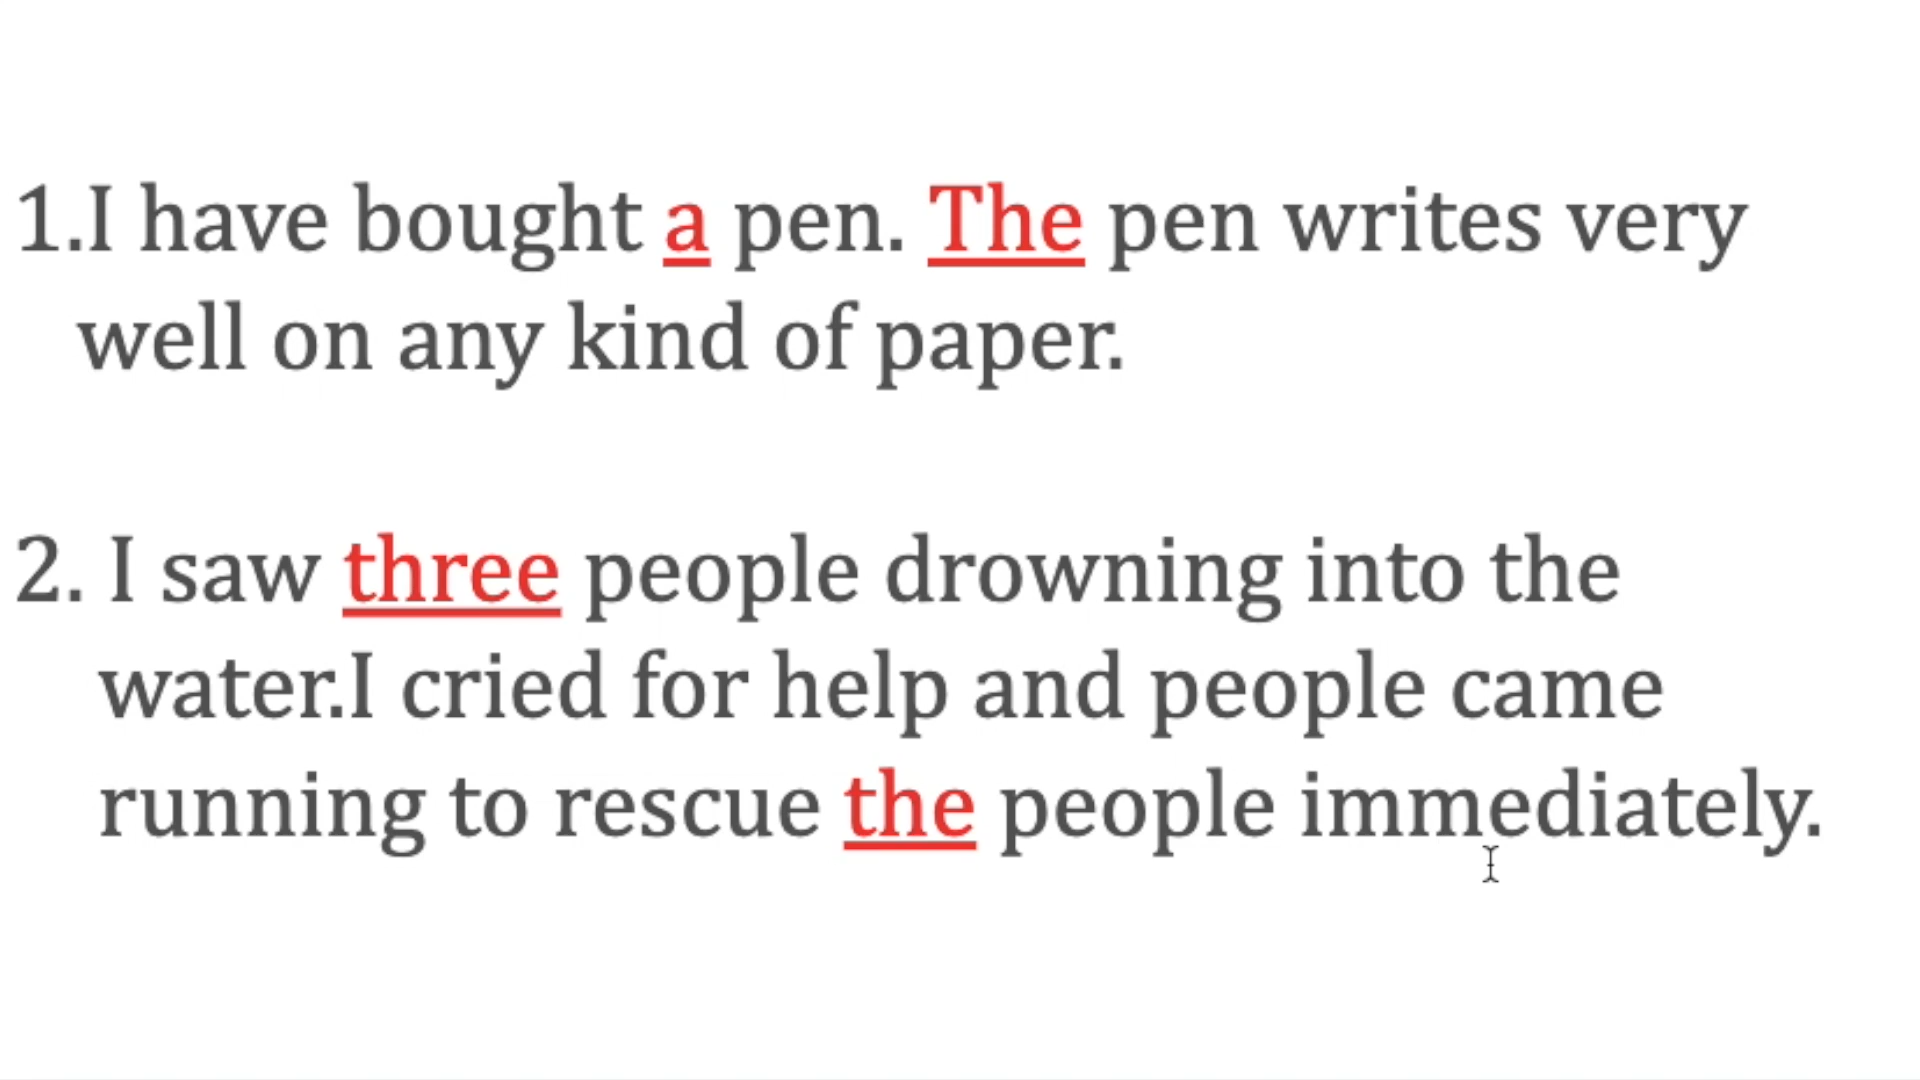 1.I have bought a pen. The pen writes very
well on any kind of paper.
2. I saw three people drowning into the
water.I cried for help and people came
running to rescue the people immediately.